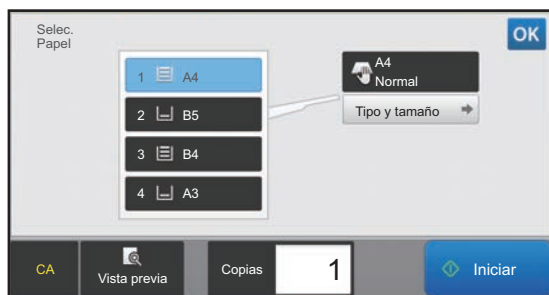 Selec.
Papel
OK
1 A4
2 B5
3 B4
4 A3
A4
Normal
Tipo y tamaño
CA
Vista previa
Copias
1
Iniciar